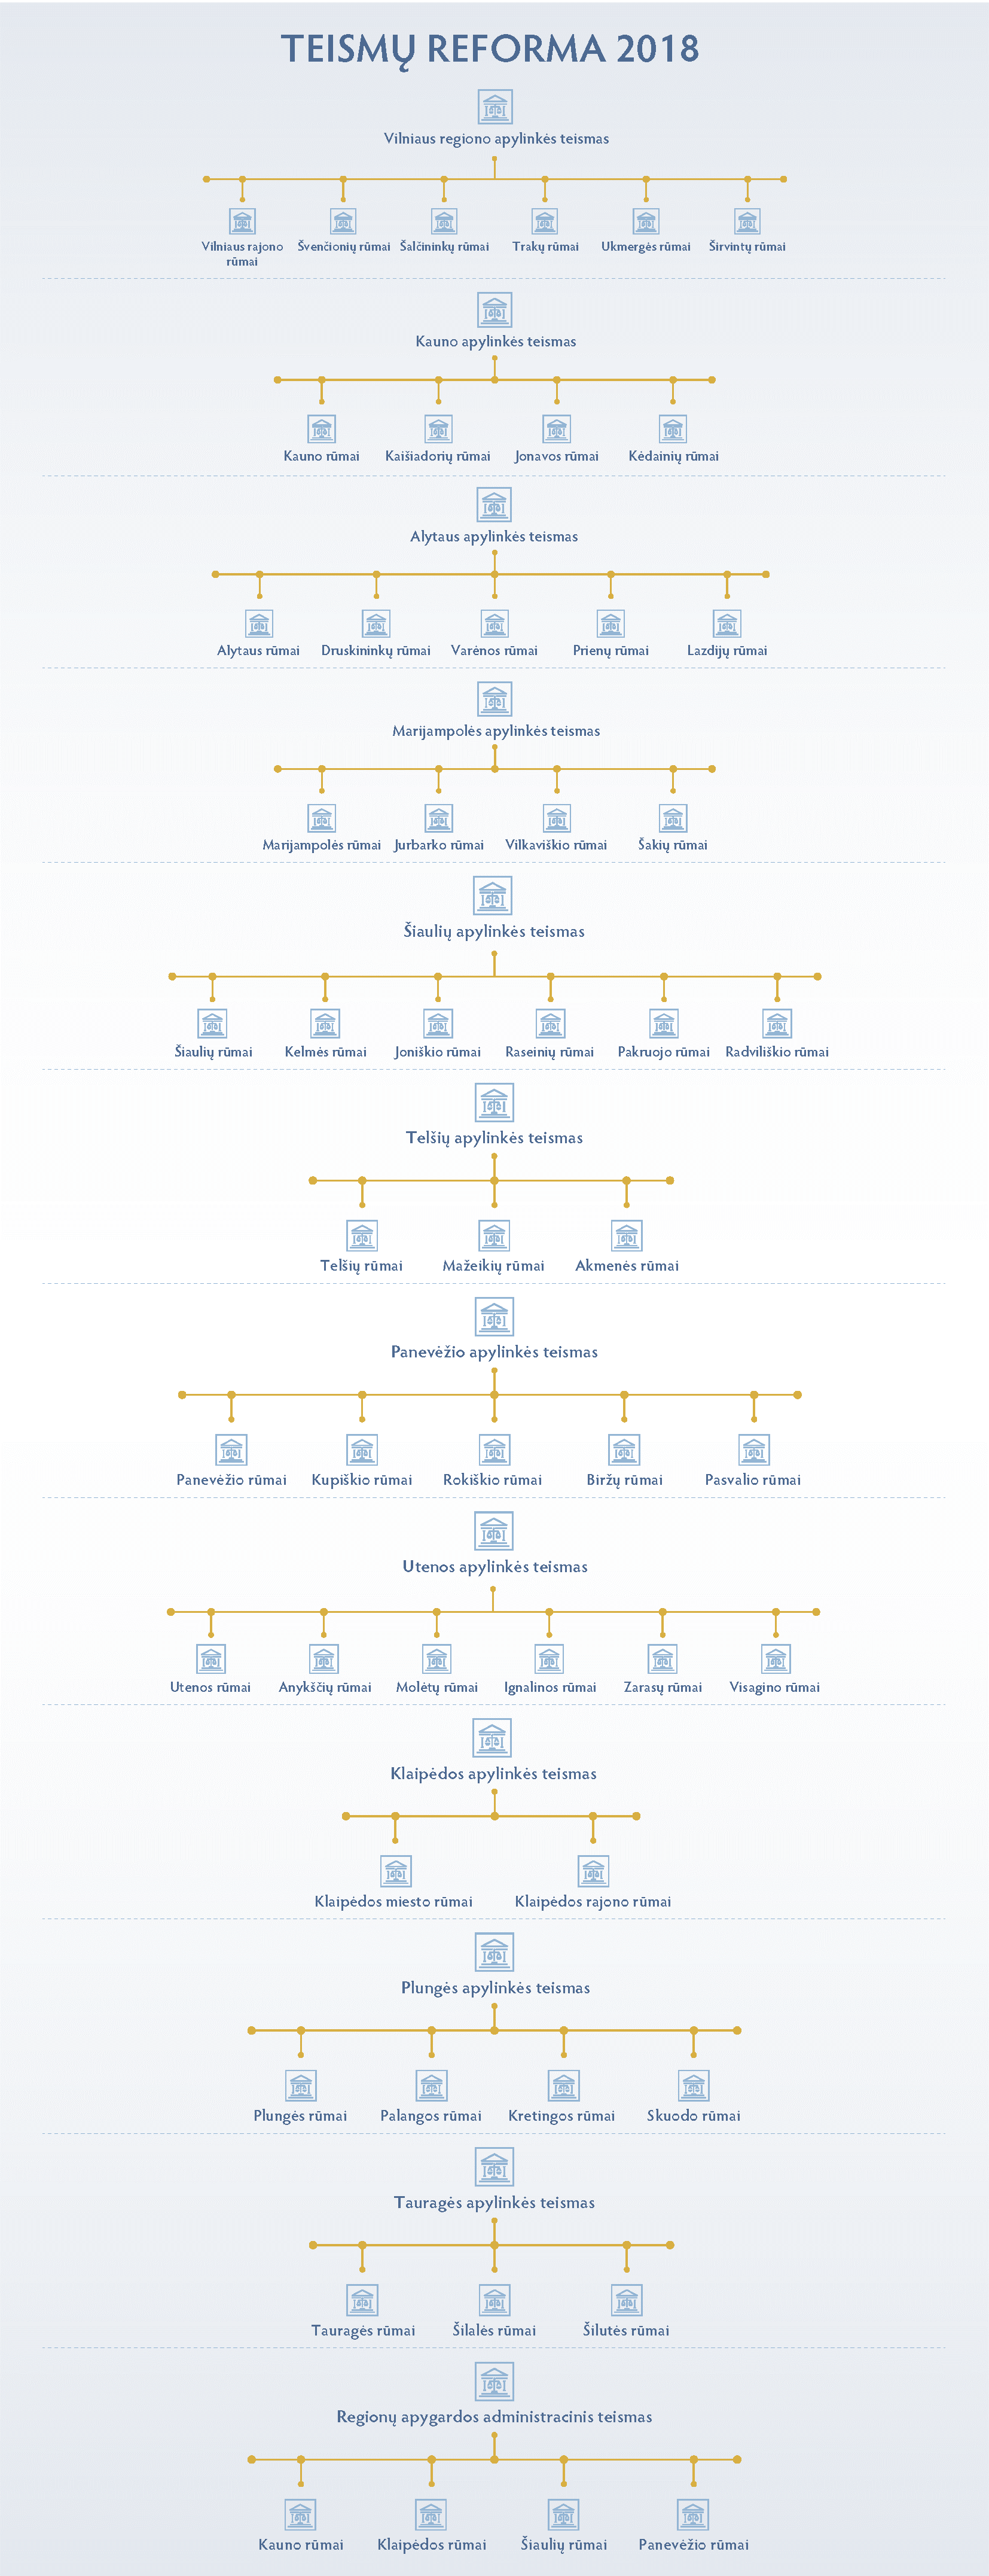 TEISMŲ REFORMA 2018
Vilniaus regiono apylinkės teismas
Vilniaus rajono rūmai
Švenčionių rūmai
Šalčininkų rūmai
Trakų rūmai
Ukmergės rūmai
Širvintų rūmai
Kauno apylinkės teismas
Kauno rūmai
Kaišiadorių rūmai
Jonavos rūmai
Kėdainių rūmai
Alytaus apylinkės teismas
Alytaus rūmai
Druskininkų rūmai
Varėnos rūmai
Prienų rūmai
Lazdijų rūmai
Marijampolės apylinkės teismas
Marijampolės rūmai
Jurbarko rūmai
Vilkaviškio rūmai
Šakių rūmai
Šiaulių apylinkės teismas
Šiaulių rūmai
Kelmės rūmai
Joniškio rūmai
Raseinių rūmai
Pakruojo rūmai
Radviliškio rūmai
Telšių apylinkės teismas
Telšių rūmai
Mažeikių rūmai
Akmenės rūmai
Panevėžio apylinkės teismas
Panevėžio rūmai
Kupiškio rūmai
Rokiškio rūmai
Biržų rūmai
Pasvalio rūmai
Utenos apylinkės teismas
Utenos rūmai
Anykščių rūmai
Molėtų rūmai
Ignalinos rūmai
Zarasų rūmai
Visagino rūmai
Klaipėdos apylinkės teismas
Klaipėdos miesto rūmai
Klaipėdos rajono rūmai
Plungės apylinkės teismas
Plungės rūmai
Palangos rūmai
Kretingos rūmai
Skuodo rūmai
Tauragės apylinkės teismas
Tauragės rūmai
Šilalės rūmai
Šilutės rūmai
Regionų apygardos administracinis teismas
Kauno rūmai
Klaipėdos rūmai
Šiaulių rūmai
Panevėžio rūmai